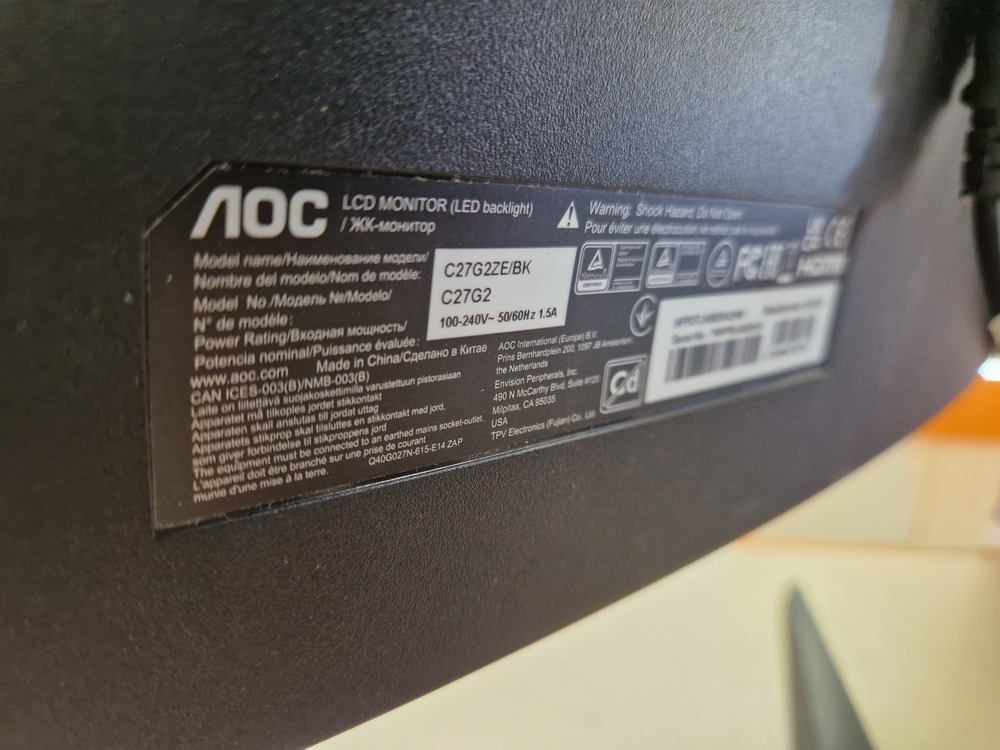 AOC
LCD MONITOR (LED backlight)
/ ЖК-монитор
Warning: Shock Hazard, Do Not Open
Pour éviter une électrocution, ne retirez pas le
Model name/Наименование модели/
Nombre del modelo/Nom de modèle:
C27G2ZE/BK
Model No./Модель №/Modelo/
N° de modèle:
C27G2
Power Rating/Входная мощность/
Potencia nominal/Puissance évaluée:
100-240V~ 50/60Hz 1.5A
www.aoc.com Made in China/Сделано в Китае
CAN ICES-003(B)/NMB-003(B)
Laite on liitettävä suojakoskettimilla varustettuun pistorasiaan
Apparatet må tilkoples jordet stikkontakt
Apparaten skall anslutas till jordat uttag
Apparatets stikprop skal tilsluttes en stikkontakt med jord,
som giver forbindelse til stikproppens jord
The equipment must be connected to an earthed mains socket-outlet.
L'appareil doit être branché sur une prise de courant
munie d'une mise à la terre.
Q40G027N-615-E14 ZAP
AOC International (Europe) B.V.
Prins Bernhardplein 200, 1097 JB Amsterdam,
the Netherlands
Envision Peripherals, Inc.
490 N McCarthy Blvd, Suite #120
Milpitas, CA 95035
USA
TPV Electronics (Fujian) Co., Ltd.
FC
EAC
UK CA
CE
HDMI
Cd